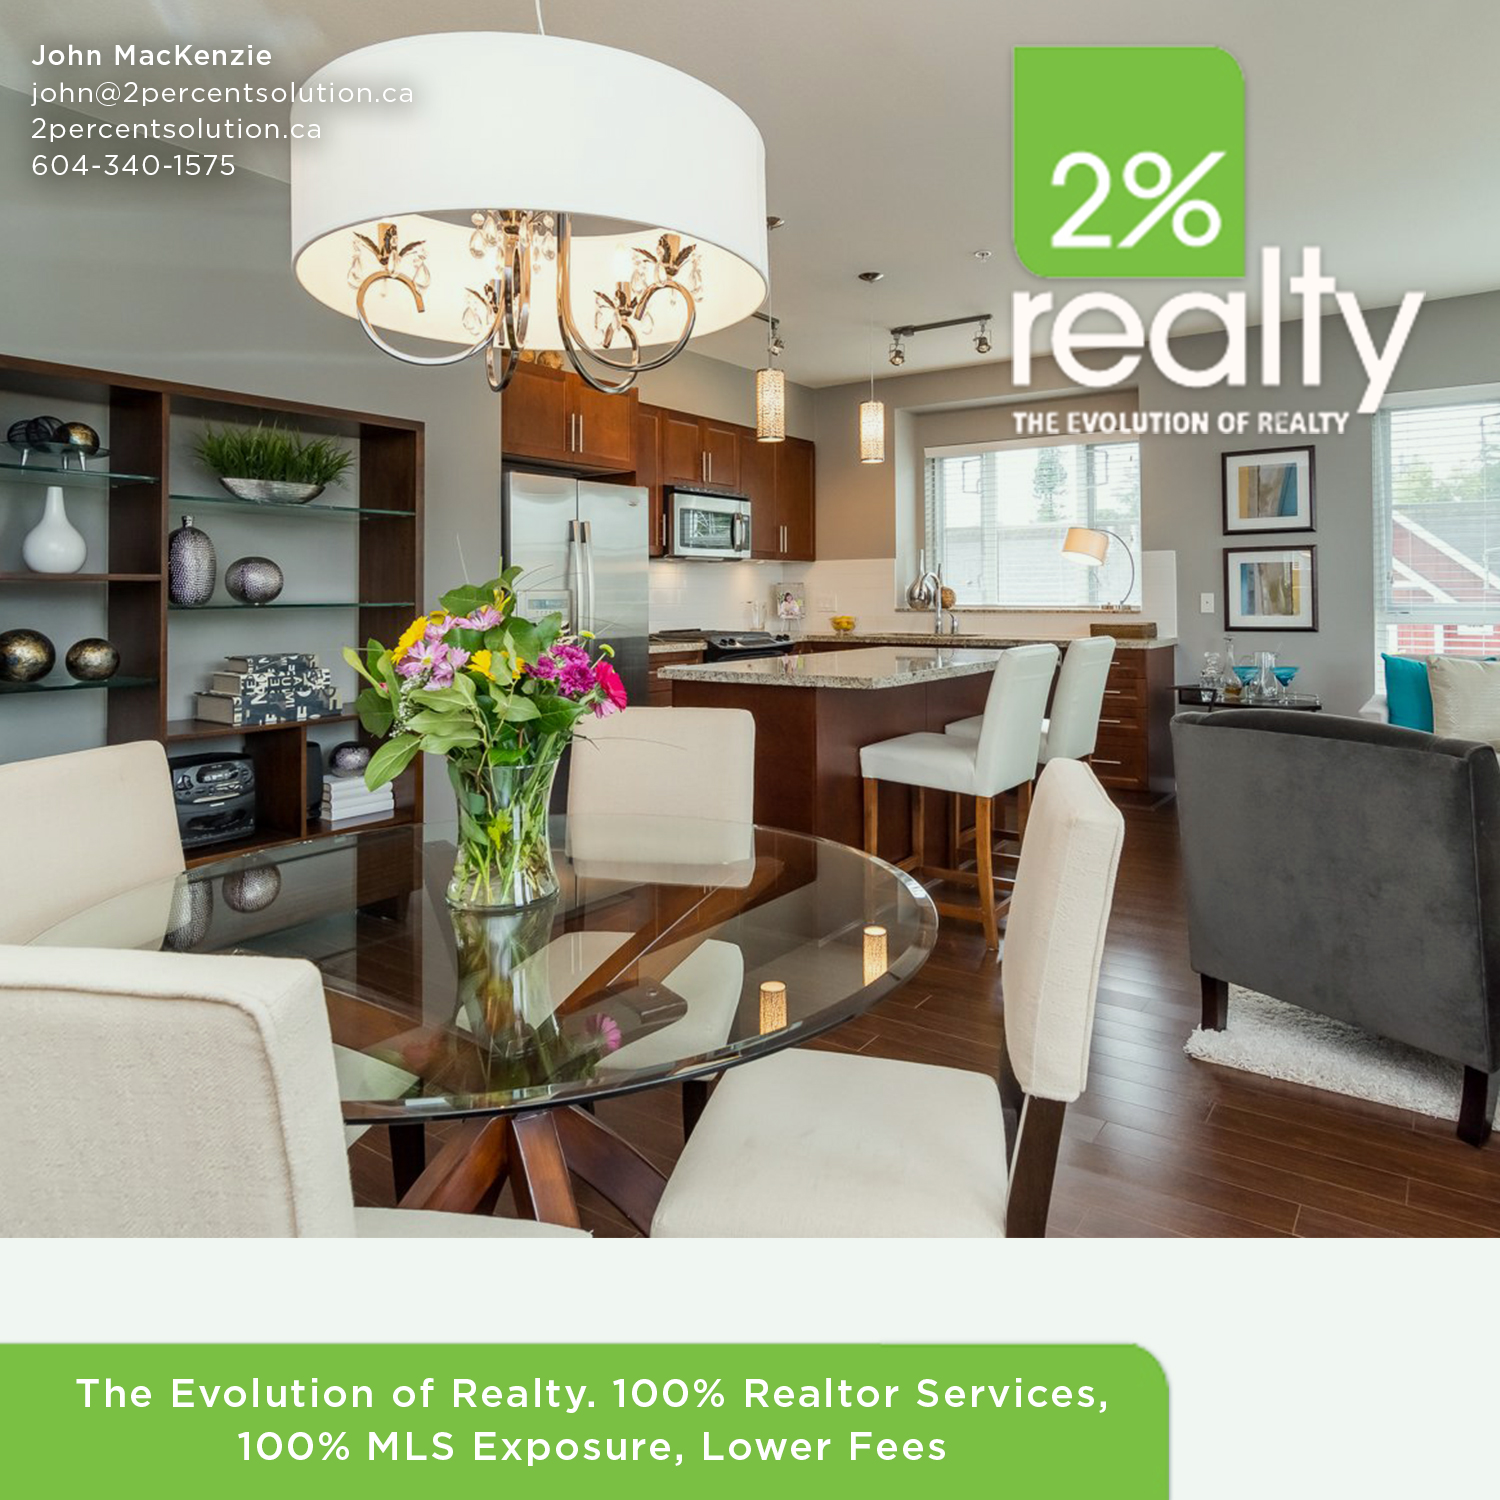 John MacKenzie
john@2percentsolution.ca
2percentsolution.ca
604-340-1575
2%
realty
THE EVOLUTION OF REALTY
The Evolution of Realty. 100% Realtor Services,
100% MLS Exposure, Lower Fees